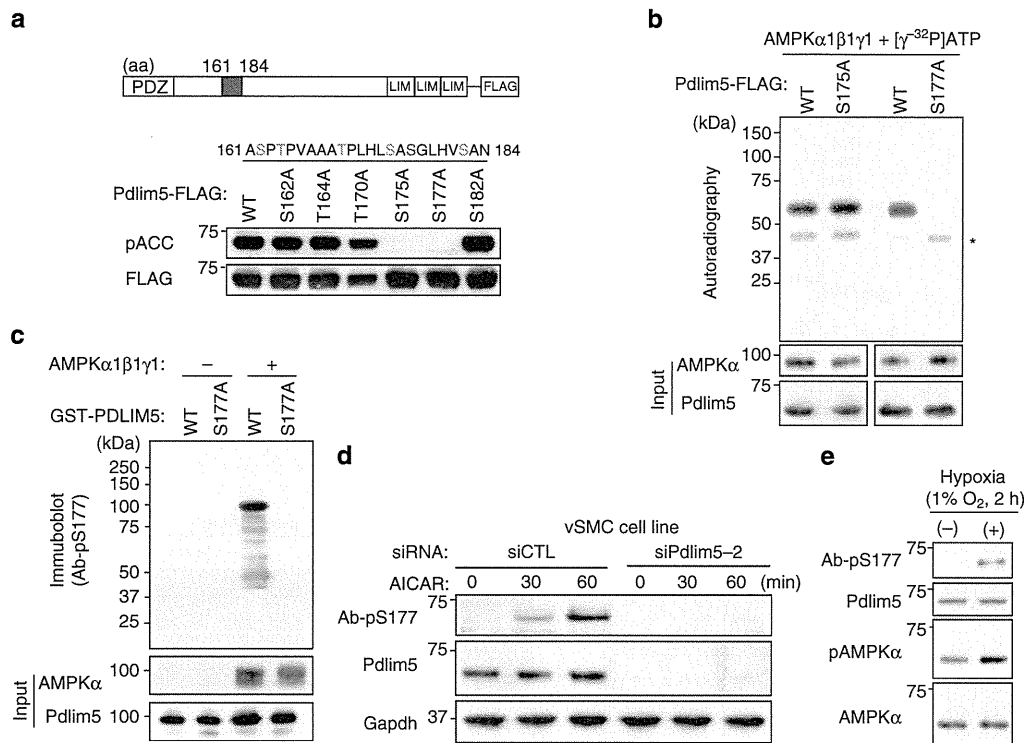 a
(aa) 161 184
PDZ LIM LIM LIM FLAG
161 ASPTPVAAATPLHLSASGLHVSAN 184
Pdlim5-FLAG: WT S162A T164A T170A S175A S177A S182A
pACC 75
FLAG 75
b
AMPKα1β1γ1 + [γ-32P]ATP
Pdlim5-FLAG: WT S175A WT S177A
(kDa)
150
100
75
50
37
25
Autoradiography
*
Input
AMPKα 100
Pdlim5 75
c
AMPKα1β1γ1: − +
GST-PDLIM5: WT S177A WT S177A
(kDa)
250
150
100
75
50
37
25
Immuboblot
(Ab-pS177)
Input
AMPKα 100
Pdlim5 100
d
vSMC cell line
siRNA: siCTL siPdlim5–2
AICAR: 0 30 60 0 30 60 (min)
Ab-pS177 75
Pdlim5 75
Gapdh 37
e
Hypoxia
(1% O2, 2 h)
(−) (+)
Ab-pS177 75
Pdlim5 75
pAMPKα 75
AMPKα 75